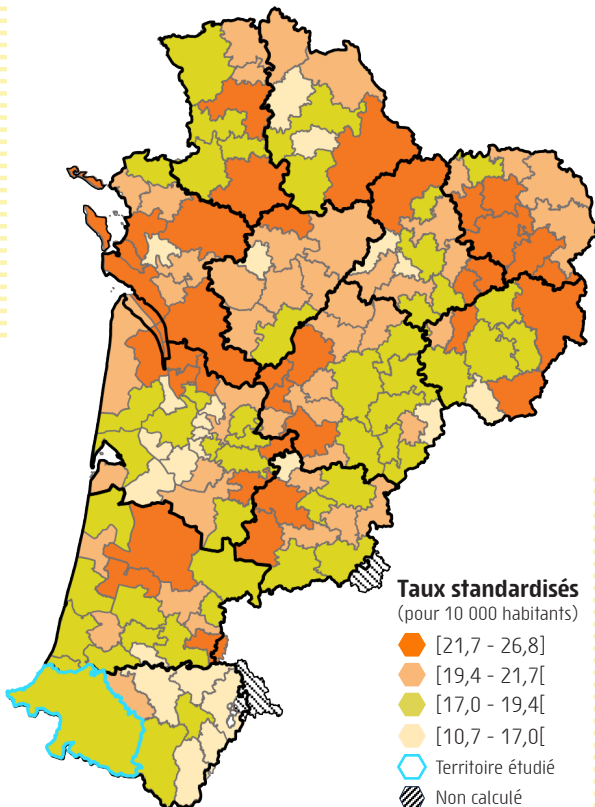 Taux standardisés
(pour 10 000 habitants)
[21,7 - 26,8]
[19,4 - 21,7[
[17,0 - 19,4[
[10,7 - 17,0[
Territoire étudié
Non calculé